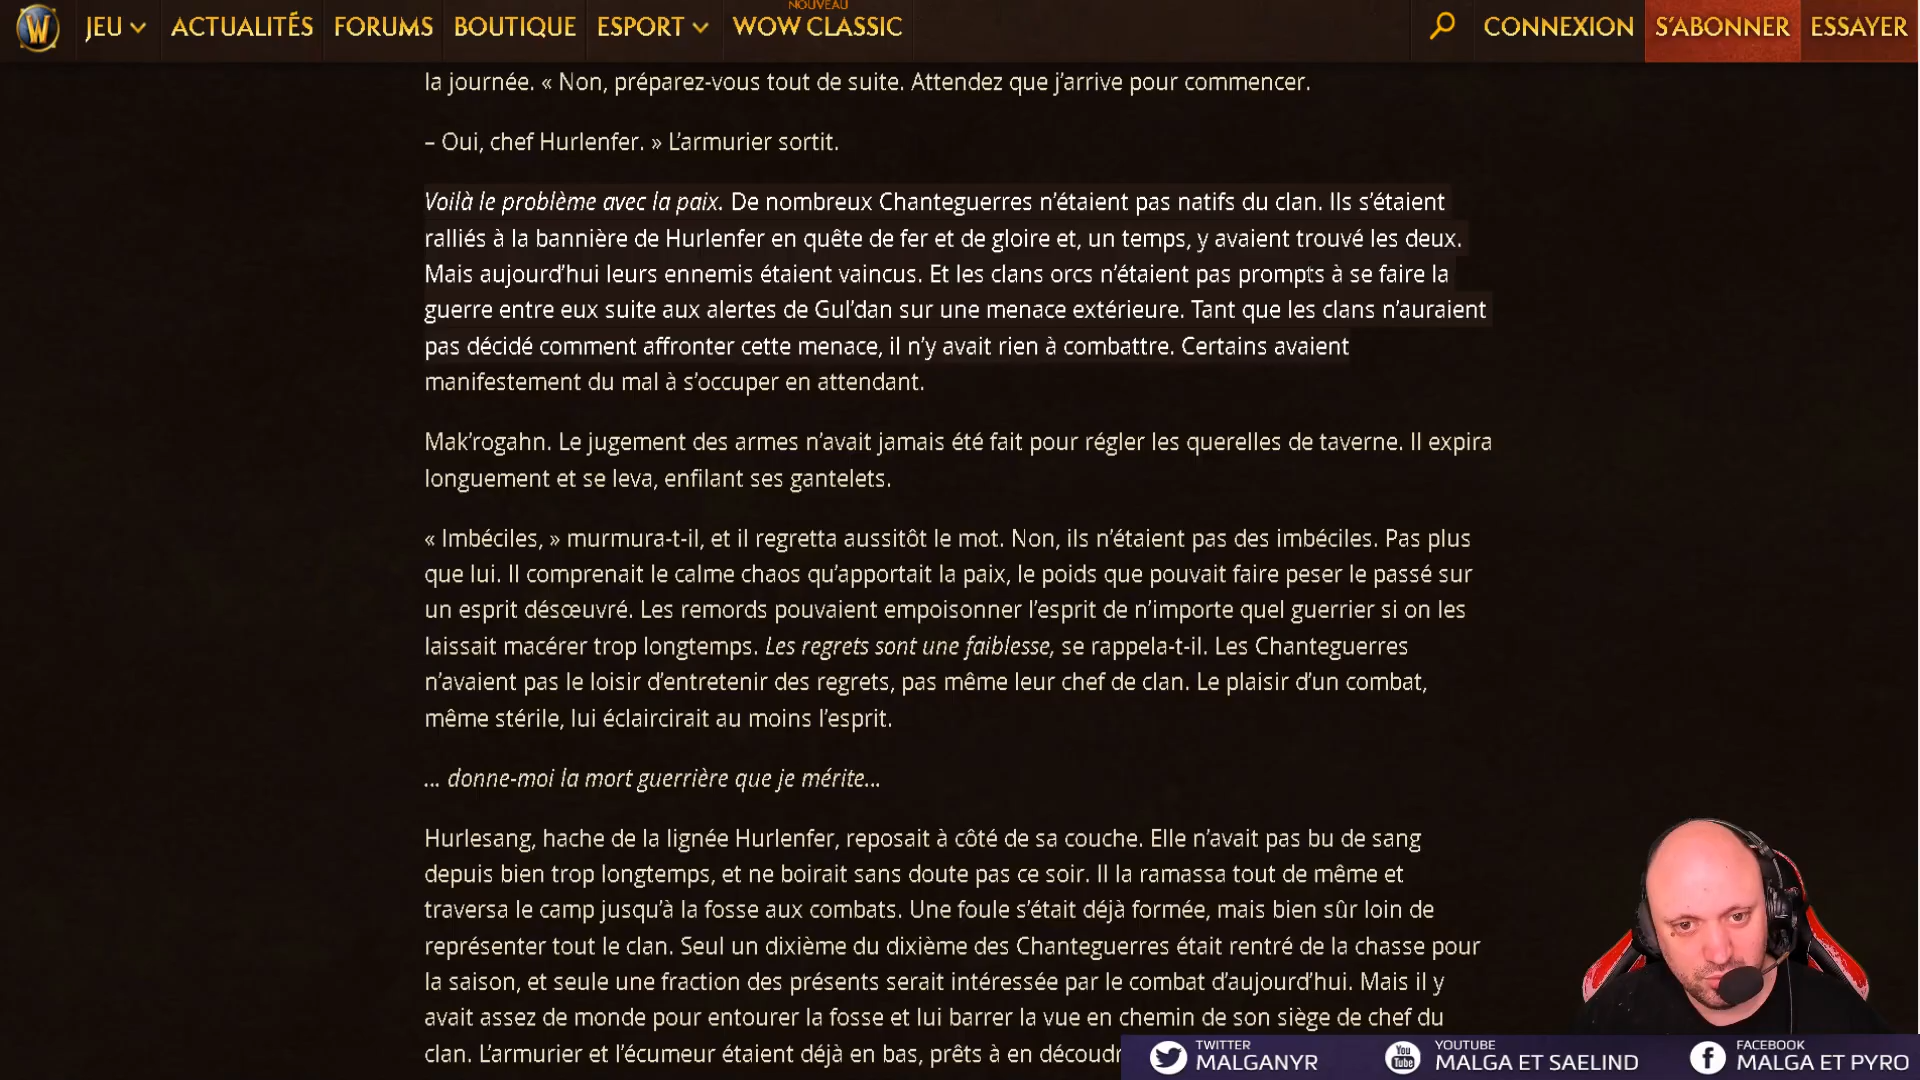 NOUVEAU
W JEU ACTUALITÉS FORUMS BOUTIQUE ESPORT WOW CLASSIC CONNEXION S'ABONNER ESSAYER
la journée. « Non, préparez-vous tout de suite. Attendez que j'arrive pour commencer.
– Oui, chef Hurlenfer. » L'armurier sortit.
Voilà le problème avec la paix. De nombreux Chanteguerres n'étaient pas natifs du clan. Ils s'étaient
ralliés à la bannière de Hurlenfer en quête de fer et de gloire et, un temps, y avaient trouvé les deux.
Mais aujourd'hui leurs ennemis étaient vaincus. Et les clans orcs n'étaient pas prompts à se faire la
guerre entre eux suite aux alertes de Gul'dan sur une menace extérieure. Tant que les clans n'auraient
pas décidé comment affronter cette menace, il n'y avait rien à combattre. Certains avaient
manifestement du mal à s'occuper en attendant.
Mak'rogahn. Le jugement des armes n'avait jamais été fait pour régler les querelles de taverne. Il expira
longuement et se leva, enfilant ses gantelets.
« Imbéciles, » murmura-t-il, et il regretta aussitôt le mot. Non, ils n'étaient pas des imbéciles. Pas plus
que lui. Il comprenait le calme chaos qu'apportait la paix, le poids que pouvait faire peser le passé sur
un esprit désœuvré. Les remords pouvaient empoisonner l'esprit de n'importe quel guerrier si on les
laissait macérer trop longtemps. Les regrets sont une faiblesse, se rappela-t-il. Les Chanteguerres
n'avaient pas le loisir d'entretenir des regrets, pas même leur chef de clan. Le plaisir d'un combat,
même stérile, lui éclaircirait au moins l'esprit.
... donne-moi la mort guerrière que je mérite...
Hurlesang, hache de la lignée Hurlenfer, reposait à côté de sa couche. Elle n'avait pas bu de sang
depuis bien trop longtemps, et ne boirait sans doute pas ce soir. Il la ramassa tout de même et
traversa le camp jusqu'à la fosse aux combats. Une foule s'était déjà formée, mais bien sûr loin de
représenter tout le clan. Seul un dixième du dixième des Chanteguerres était rentré de la chasse pour
la saison, et seule une fraction des présents serait intéressée par le combat d'aujourd'hui. Mais il y
avait assez de monde pour entourer la fosse et lui barrer la vue en chemin de son siège de chef du
clan. L'armurier et l'écumeur étaient déjà en bas, prêts à en découdr
TWITTER
MALGANYR
You Tube
YOUTUBE
MALGA ET SAELIND
FACEBOOK
MALGA ET PYRO